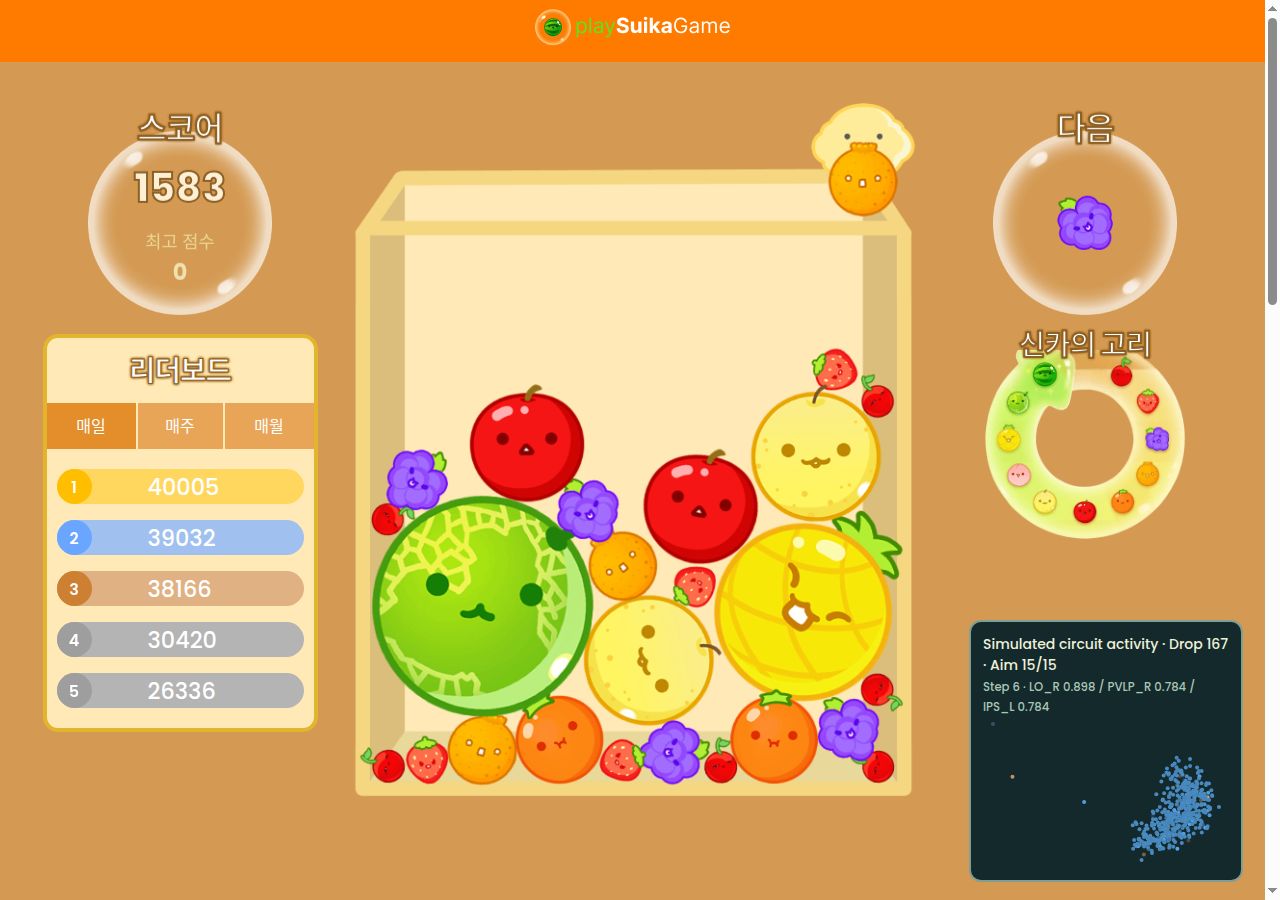 playSuikaGame
스코어
1583
최고 점수
0
다음
신카의 고리
리더보드
매일
매주
매월
1 40005
2 39032
3 38166
4 30420
5 26336
Simulated circuit activity · Drop 167
· Aim 15/15
Step 6 · LO_R 0.898 / PVLP_R 0.784 /
IPS_L 0.784